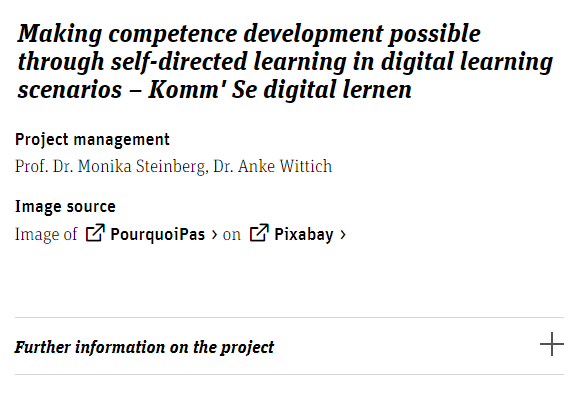 Making competence development possible
through self-directed learning in digital learning
scenarios – Komm' Se digital lernen
Project management
Prof. Dr. Monika Steinberg, Dr. Anke Wittich
Image source
Image of PourquoiPas › on Pixabay ›
Further information on the project